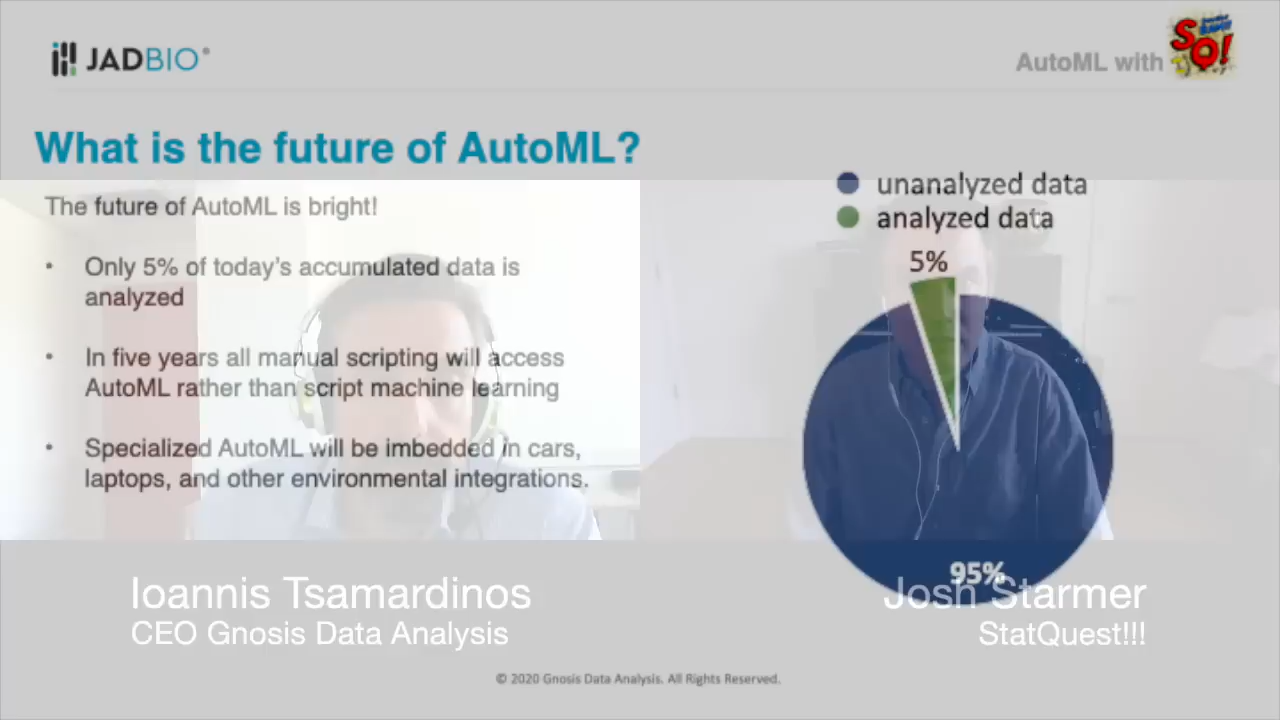 JADBIO
AutoML with SQ!
What is the future of AutoML?
The future of AutoML is bright!
• Only 5% of today's accumulated data is
analyzed
• In five years all manual scripting will access
AutoML rather than script machine learning
• Specialized AutoML will be imbedded in cars,
laptops, and other environmental integrations.
unanalyzed data
analyzed data
5%
95%
Ioannis Tsamardinos
CEO Gnosis Data Analysis
Josh Starmer
StatQuest!!!
© 2020 Gnosis Data Analysis. All Rights Reserved.